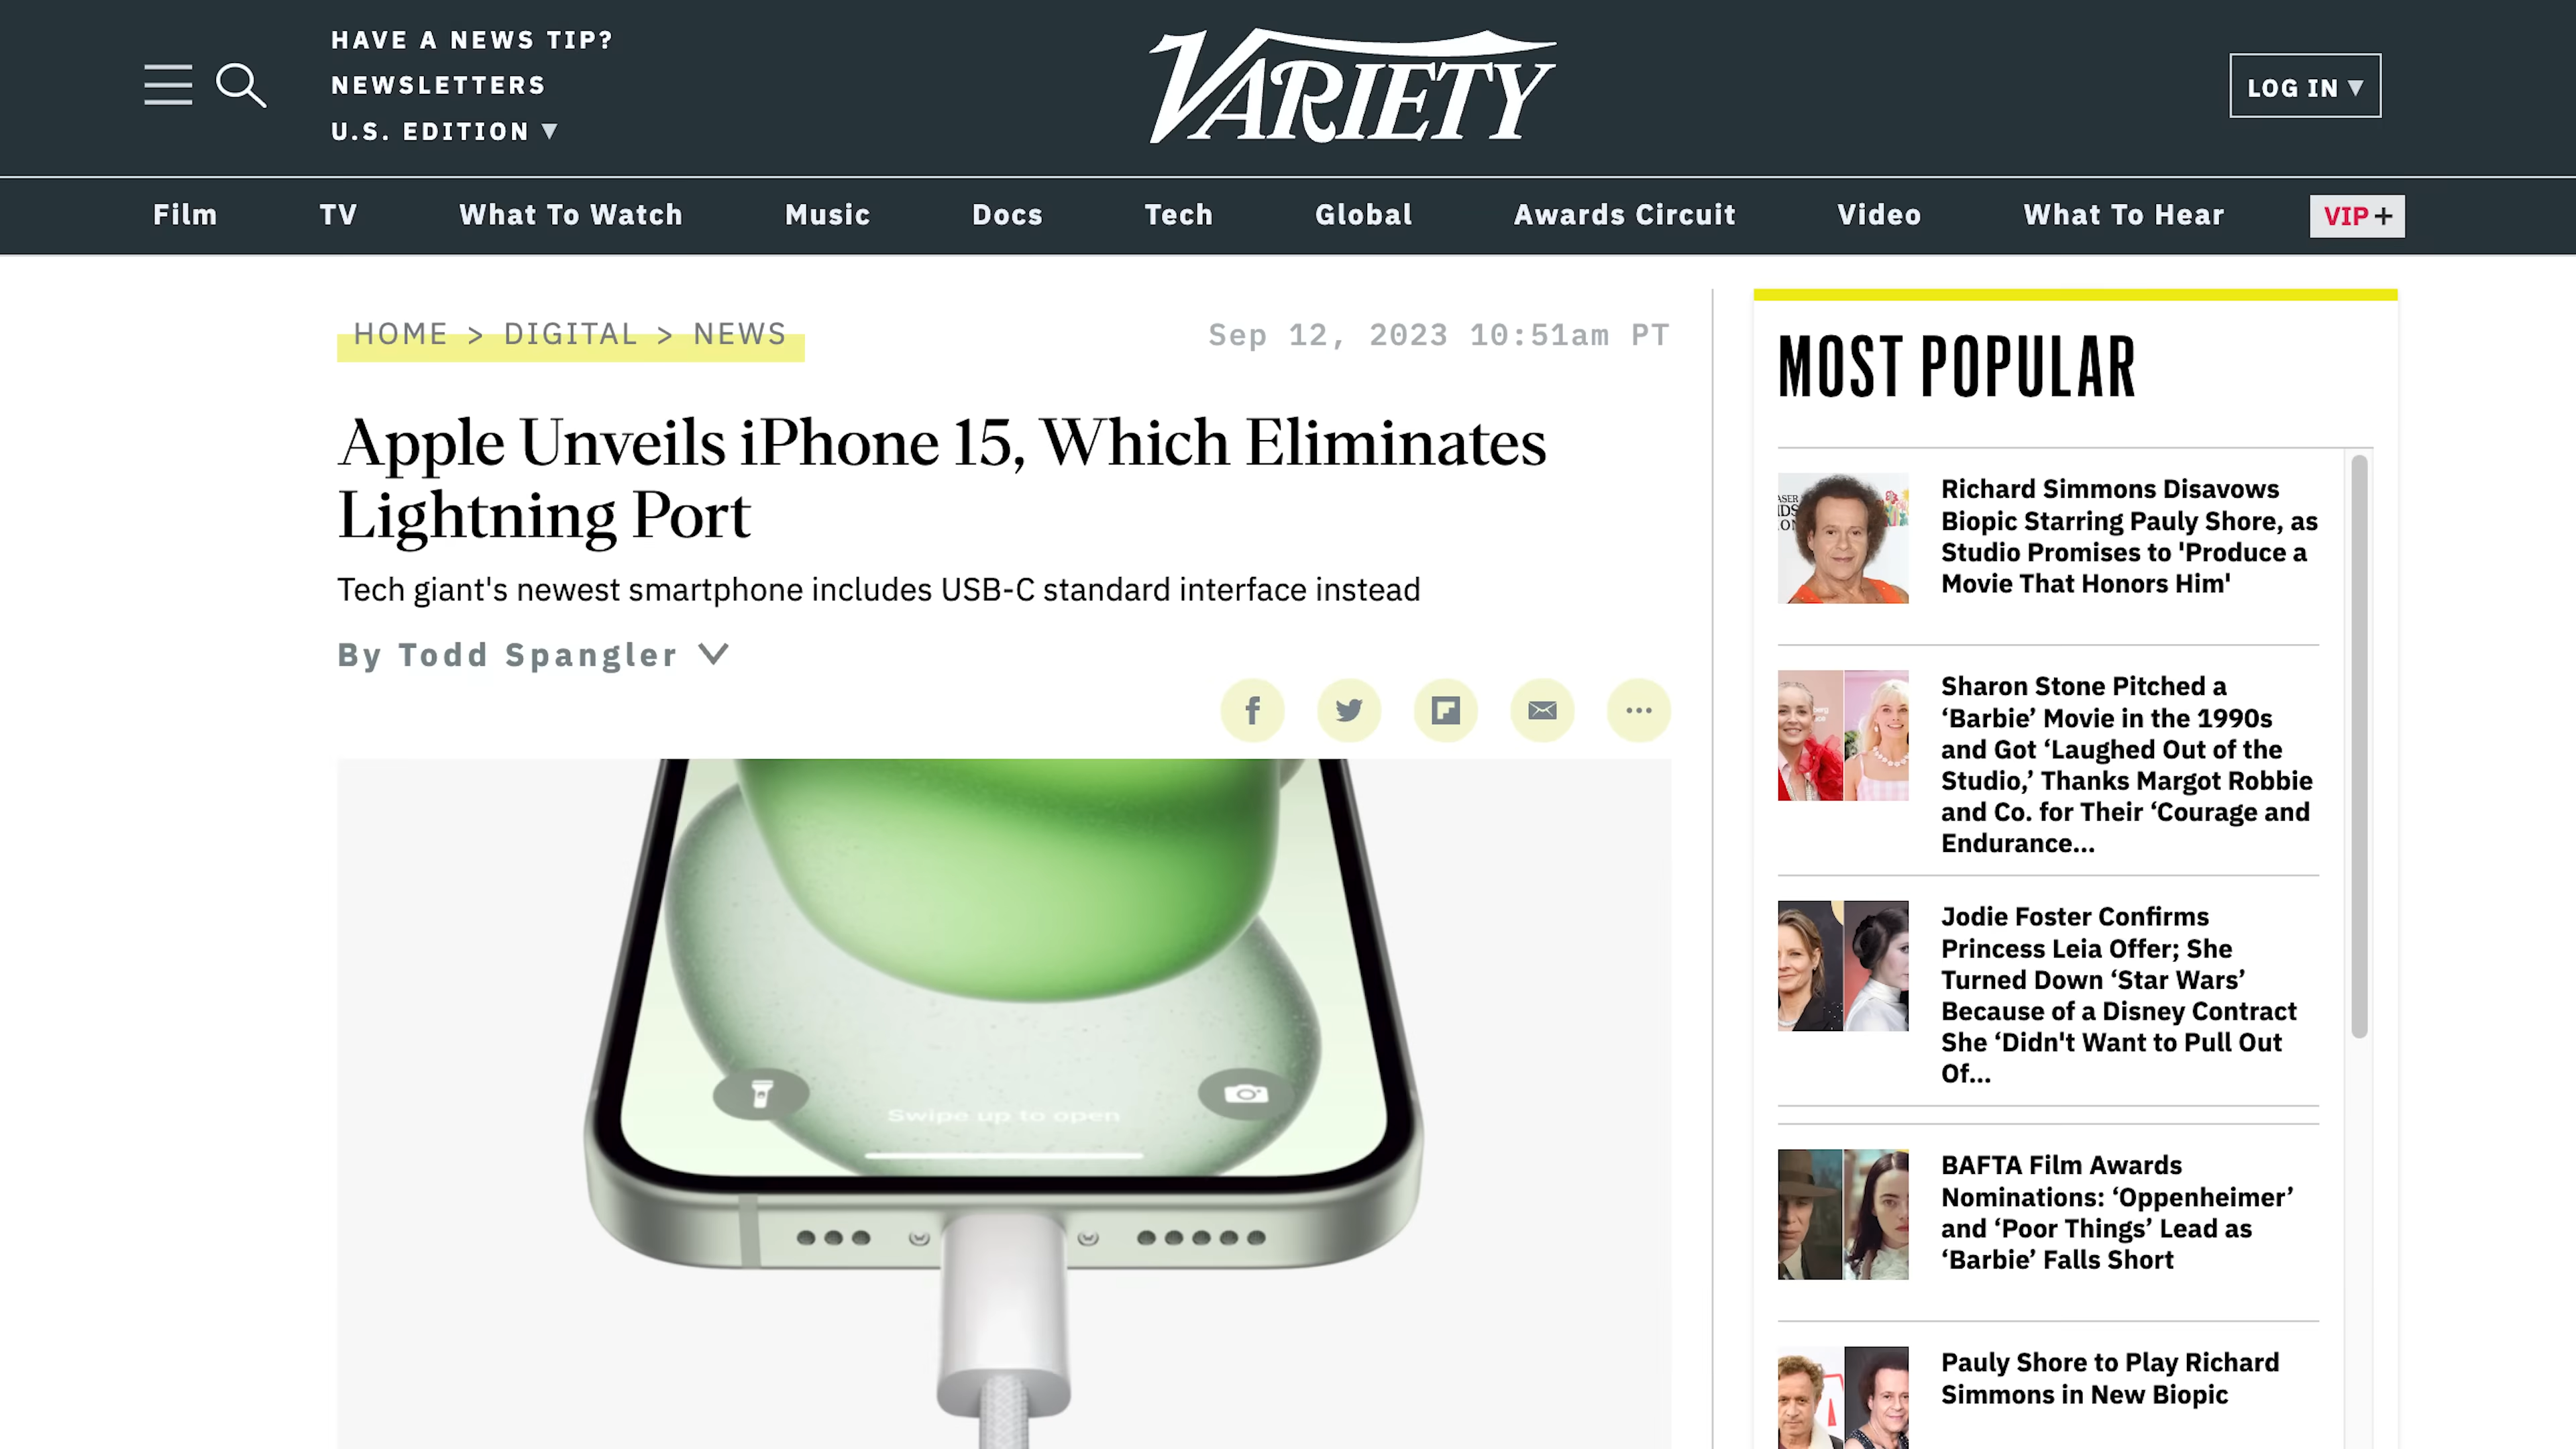 HAVE A NEWS TIP?
NEWSLETTERS
U.S. EDITION ▼
VARIETY
LOG IN ▼
Film TV What To Watch Music Docs Tech Global Awards Circuit Video What To Hear VIP+
HOME > DIGITAL > NEWS
Sep 12, 2023 10:51am PT
Apple Unveils iPhone 15, Which Eliminates
Lightning Port
Tech giant's newest smartphone includes USB-C standard interface instead
By Todd Spangler
Swipe up to open
MOST POPULAR
Richard Simmons Disavows
Biopic Starring Pauly Shore, as
Studio Promises to 'Produce a
Movie That Honors Him'
Sharon Stone Pitched a
‘Barbie’ Movie in the 1990s
and Got ‘Laughed Out of the
Studio,’ Thanks Margot Robbie
and Co. for Their ‘Courage and
Endurance...
Jodie Foster Confirms
Princess Leia Offer; She
Turned Down ‘Star Wars’
Because of a Disney Contract
She ‘Didn't Want to Pull Out
Of...
BAFTA Film Awards
Nominations: ‘Oppenheimer’
and ‘Poor Things’ Lead as
‘Barbie’ Falls Short
Pauly Shore to Play Richard
Simmons in New Biopic